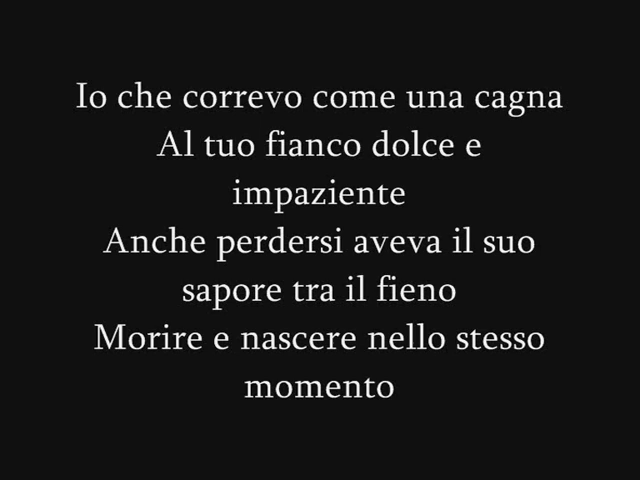 Io che correvo come una cagna
Al tuo fianco dolce e
impaziente
Anche perdersi aveva il suo
sapore tra il fieno
Morire e nascere nello stesso
momento